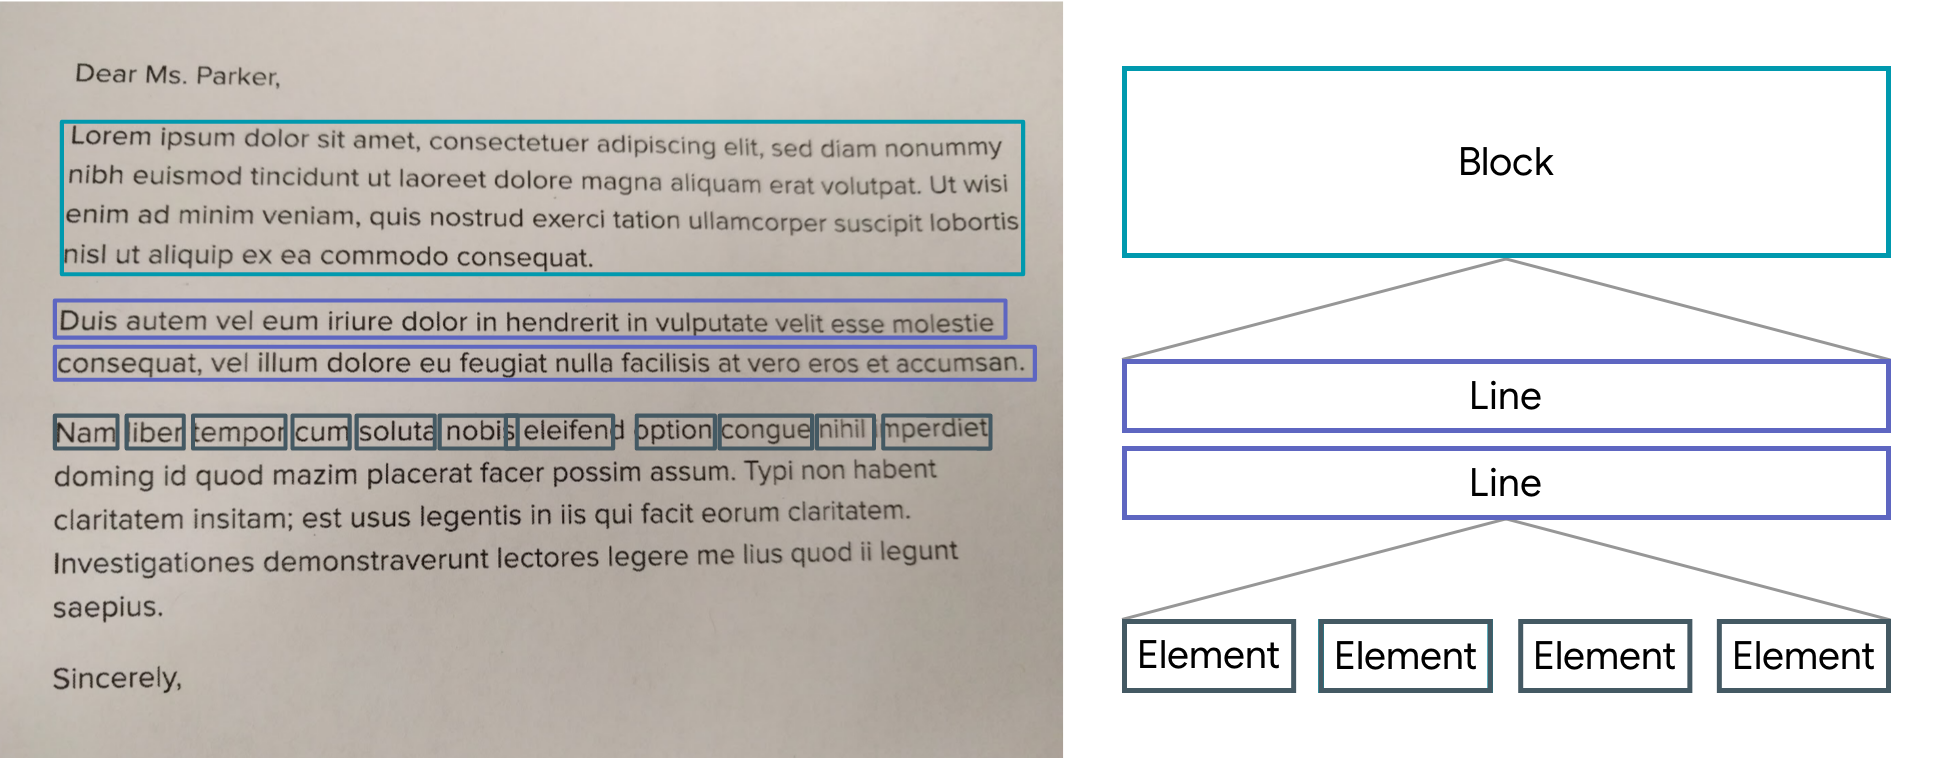 Dear Ms. Parker,
Lorem ipsum dolor sit amet, consectetuer adipiscing elit, sed diam nonummy
nibh euismod tincidunt ut laoreet dolore magna aliquam erat volutpat. Ut wisi
enim ad minim veniam, quis nostrud exerci tation ullamcorper suscipit lobortis
nisl ut aliquip ex ea commodo consequat.
Duis autem vel eum iriure dolor in hendrerit in vulputate velit esse molestie
consequat, vel illum dolore eu feugiat nulla facilisis at vero eros et accumsan.
Nam liber tempor cum soluta nobis eleifend option congue nihil imperdiet
doming id quod mazim placerat facer possim assum. Typi non habent
claritatem insitam; est usus legentis in iis qui facit eorum claritatem.
Investigationes demonstraverunt lectores legere me lius quod ii legunt
saepius.
Sincerely,
Block
Line
Line
Element Element Element Element